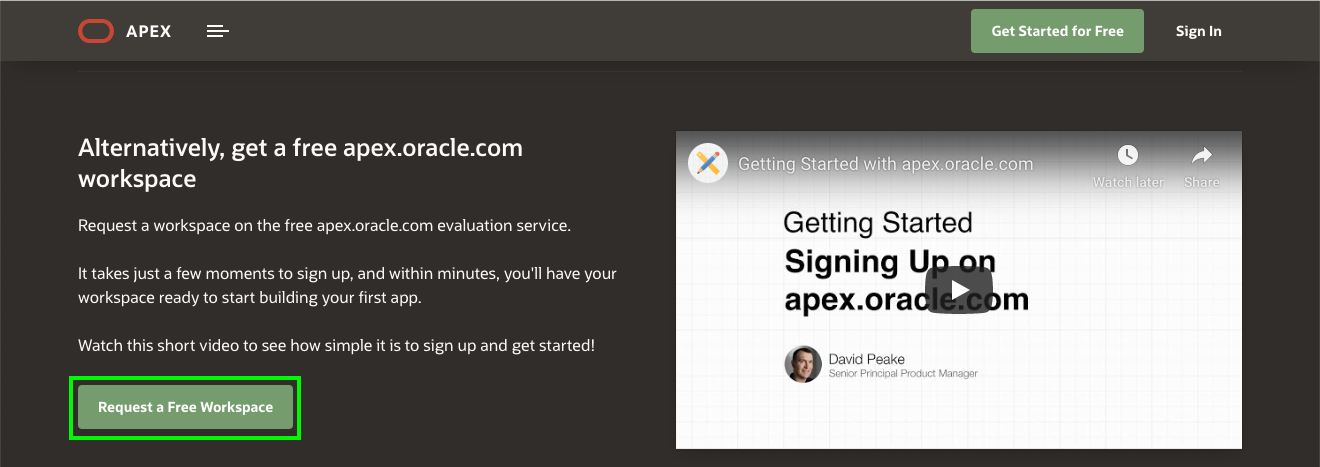 APEX
Get Started for Free
Sign In
Alternatively, get a free apex.oracle.com
workspace
Request a workspace on the free apex.oracle.com evaluation service.
It takes just a few moments to sign up, and within minutes, you'll have your
workspace ready to start building your first app.
Watch this short video to see how simple it is to sign up and get started!
Request a Free Workspace
Getting Started with apex.oracle.com
Watch later
Share
Getting Started
Signing Up on
apex.oracle.com
David Peake
Senior Principal Product Manager